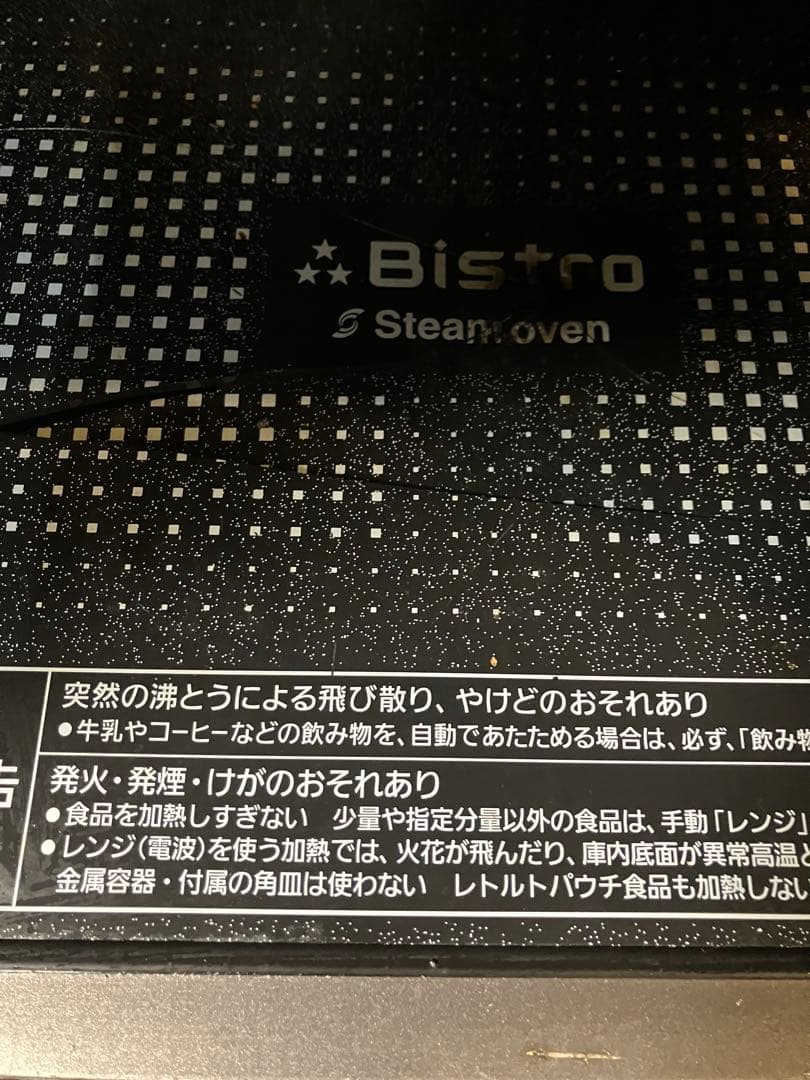 Bistro
Steam oven
突然の沸とうによる飛び散り、やけどのおそれあり
●牛乳やコーヒーなどの飲み物を、自動であたためる場合は、必ず、「飲み物
告
発火・発煙・けがのおそれあり
●食品を加熱しすぎない 少量や指定分量以外の食品は、手動「レンジ」
●レンジ(電波)を使う加熱では、火花が飛んだり、庫内底面が異常高温と
金属容器・付属の角皿は使わない レトルトパウチ食品も加熱しない